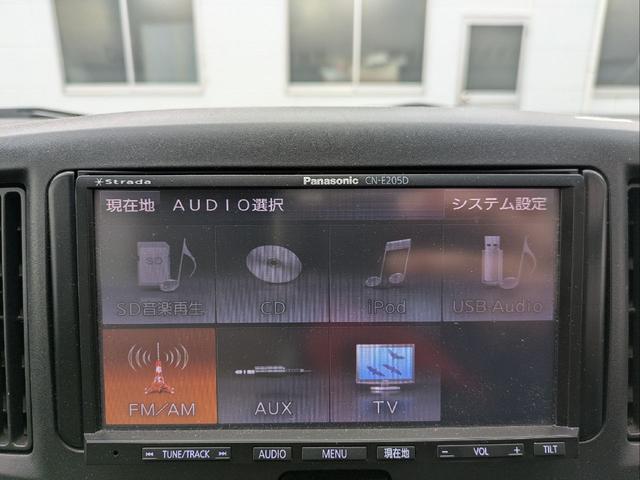 Strada Panasonic CN-E205D
現在地 AUDIO選択 システム設定
SD
SD音楽再生 CD iPod USB-Audio
FM/AM AUX TV
TUNE/TRACK AUDIO MENU 現在地 - VOL + TILT